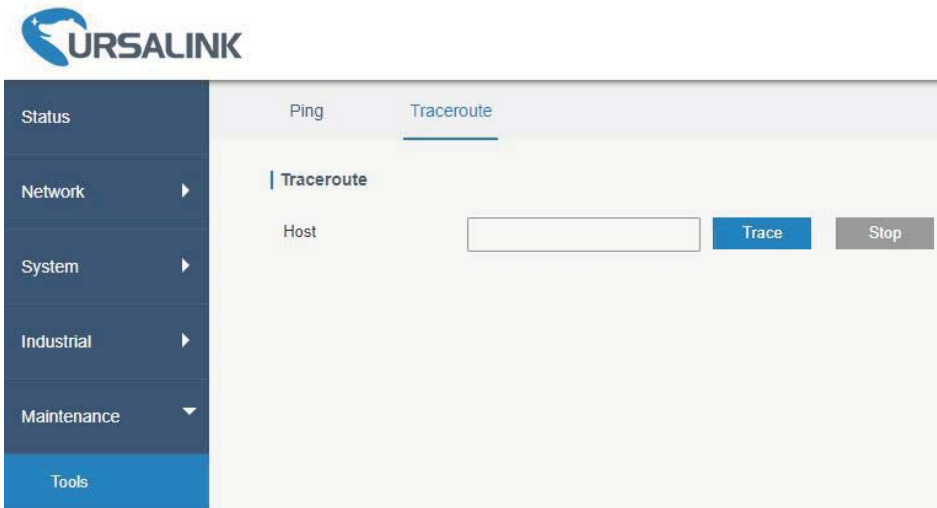 URSALINK
Status
Network
System
Industrial
Maintenance
Tools
Ping Traceroute
Traceroute
Host Trace Stop